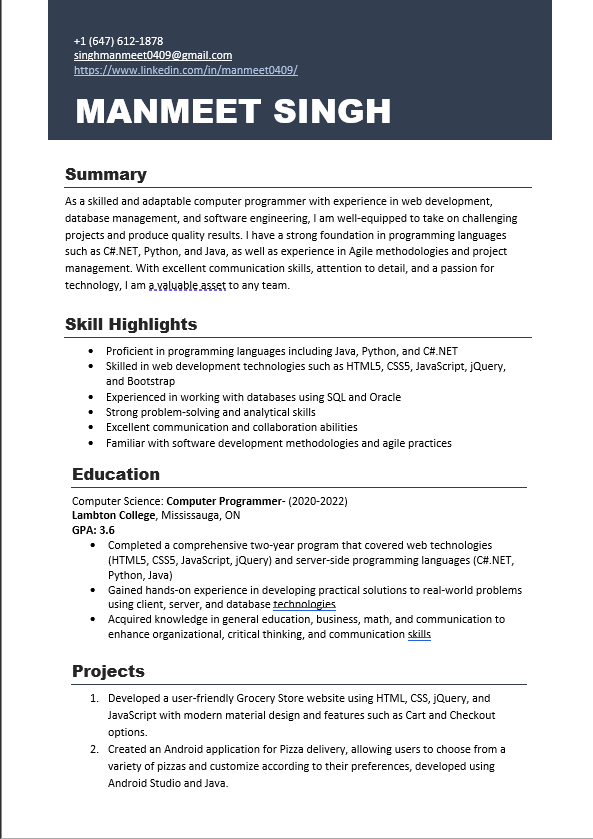 +1 (647) 612-1878
singhmanmeet0409@gmail.com
https://www.linkedin.com/in/manmeet0409/
MANMEET SINGH
Summary
As a skilled and adaptable computer programmer with experience in web development,
database management, and software engineering, I am well-equipped to take on challenging
projects and produce quality results. I have a strong foundation in programming languages
such as C#.NET, Python, and Java, as well as experience in Agile methodologies and project
management. With excellent communication skills, attention to detail, and a passion for
technology, I am a valuable asset to any team.
Skill Highlights
• Proficient in programming languages including Java, Python, and C#.NET
• Skilled in web development technologies such as HTML5, CSS5, JavaScript, jQuery,
and Bootstrap
• Experienced in working with databases using SQL and Oracle
• Strong problem-solving and analytical skills
• Excellent communication and collaboration abilities
• Familiar with software development methodologies and agile practices
Education
Computer Science: Computer Programmer- (2020-2022)
Lambton College, Mississauga, ON
GPA: 3.6
• Completed a comprehensive two-year program that covered web technologies
(HTML5, CSS5, JavaScript, jQuery) and server-side programming languages (C#.NET,
Python, Java)
• Gained hands-on experience in developing practical solutions to real-world problems
using client, server, and database technologies
• Acquired knowledge in general education, business, math, and communication to
enhance organizational, critical thinking, and communication skills
Projects
1. Developed a user-friendly Grocery Store website using HTML, CSS, jQuery, and
JavaScript with modern material design and features such as Cart and Checkout
options.
2. Created an Android application for Pizza delivery, allowing users to choose from a
variety of pizzas and customize according to their preferences, developed using
Android Studio and Java.